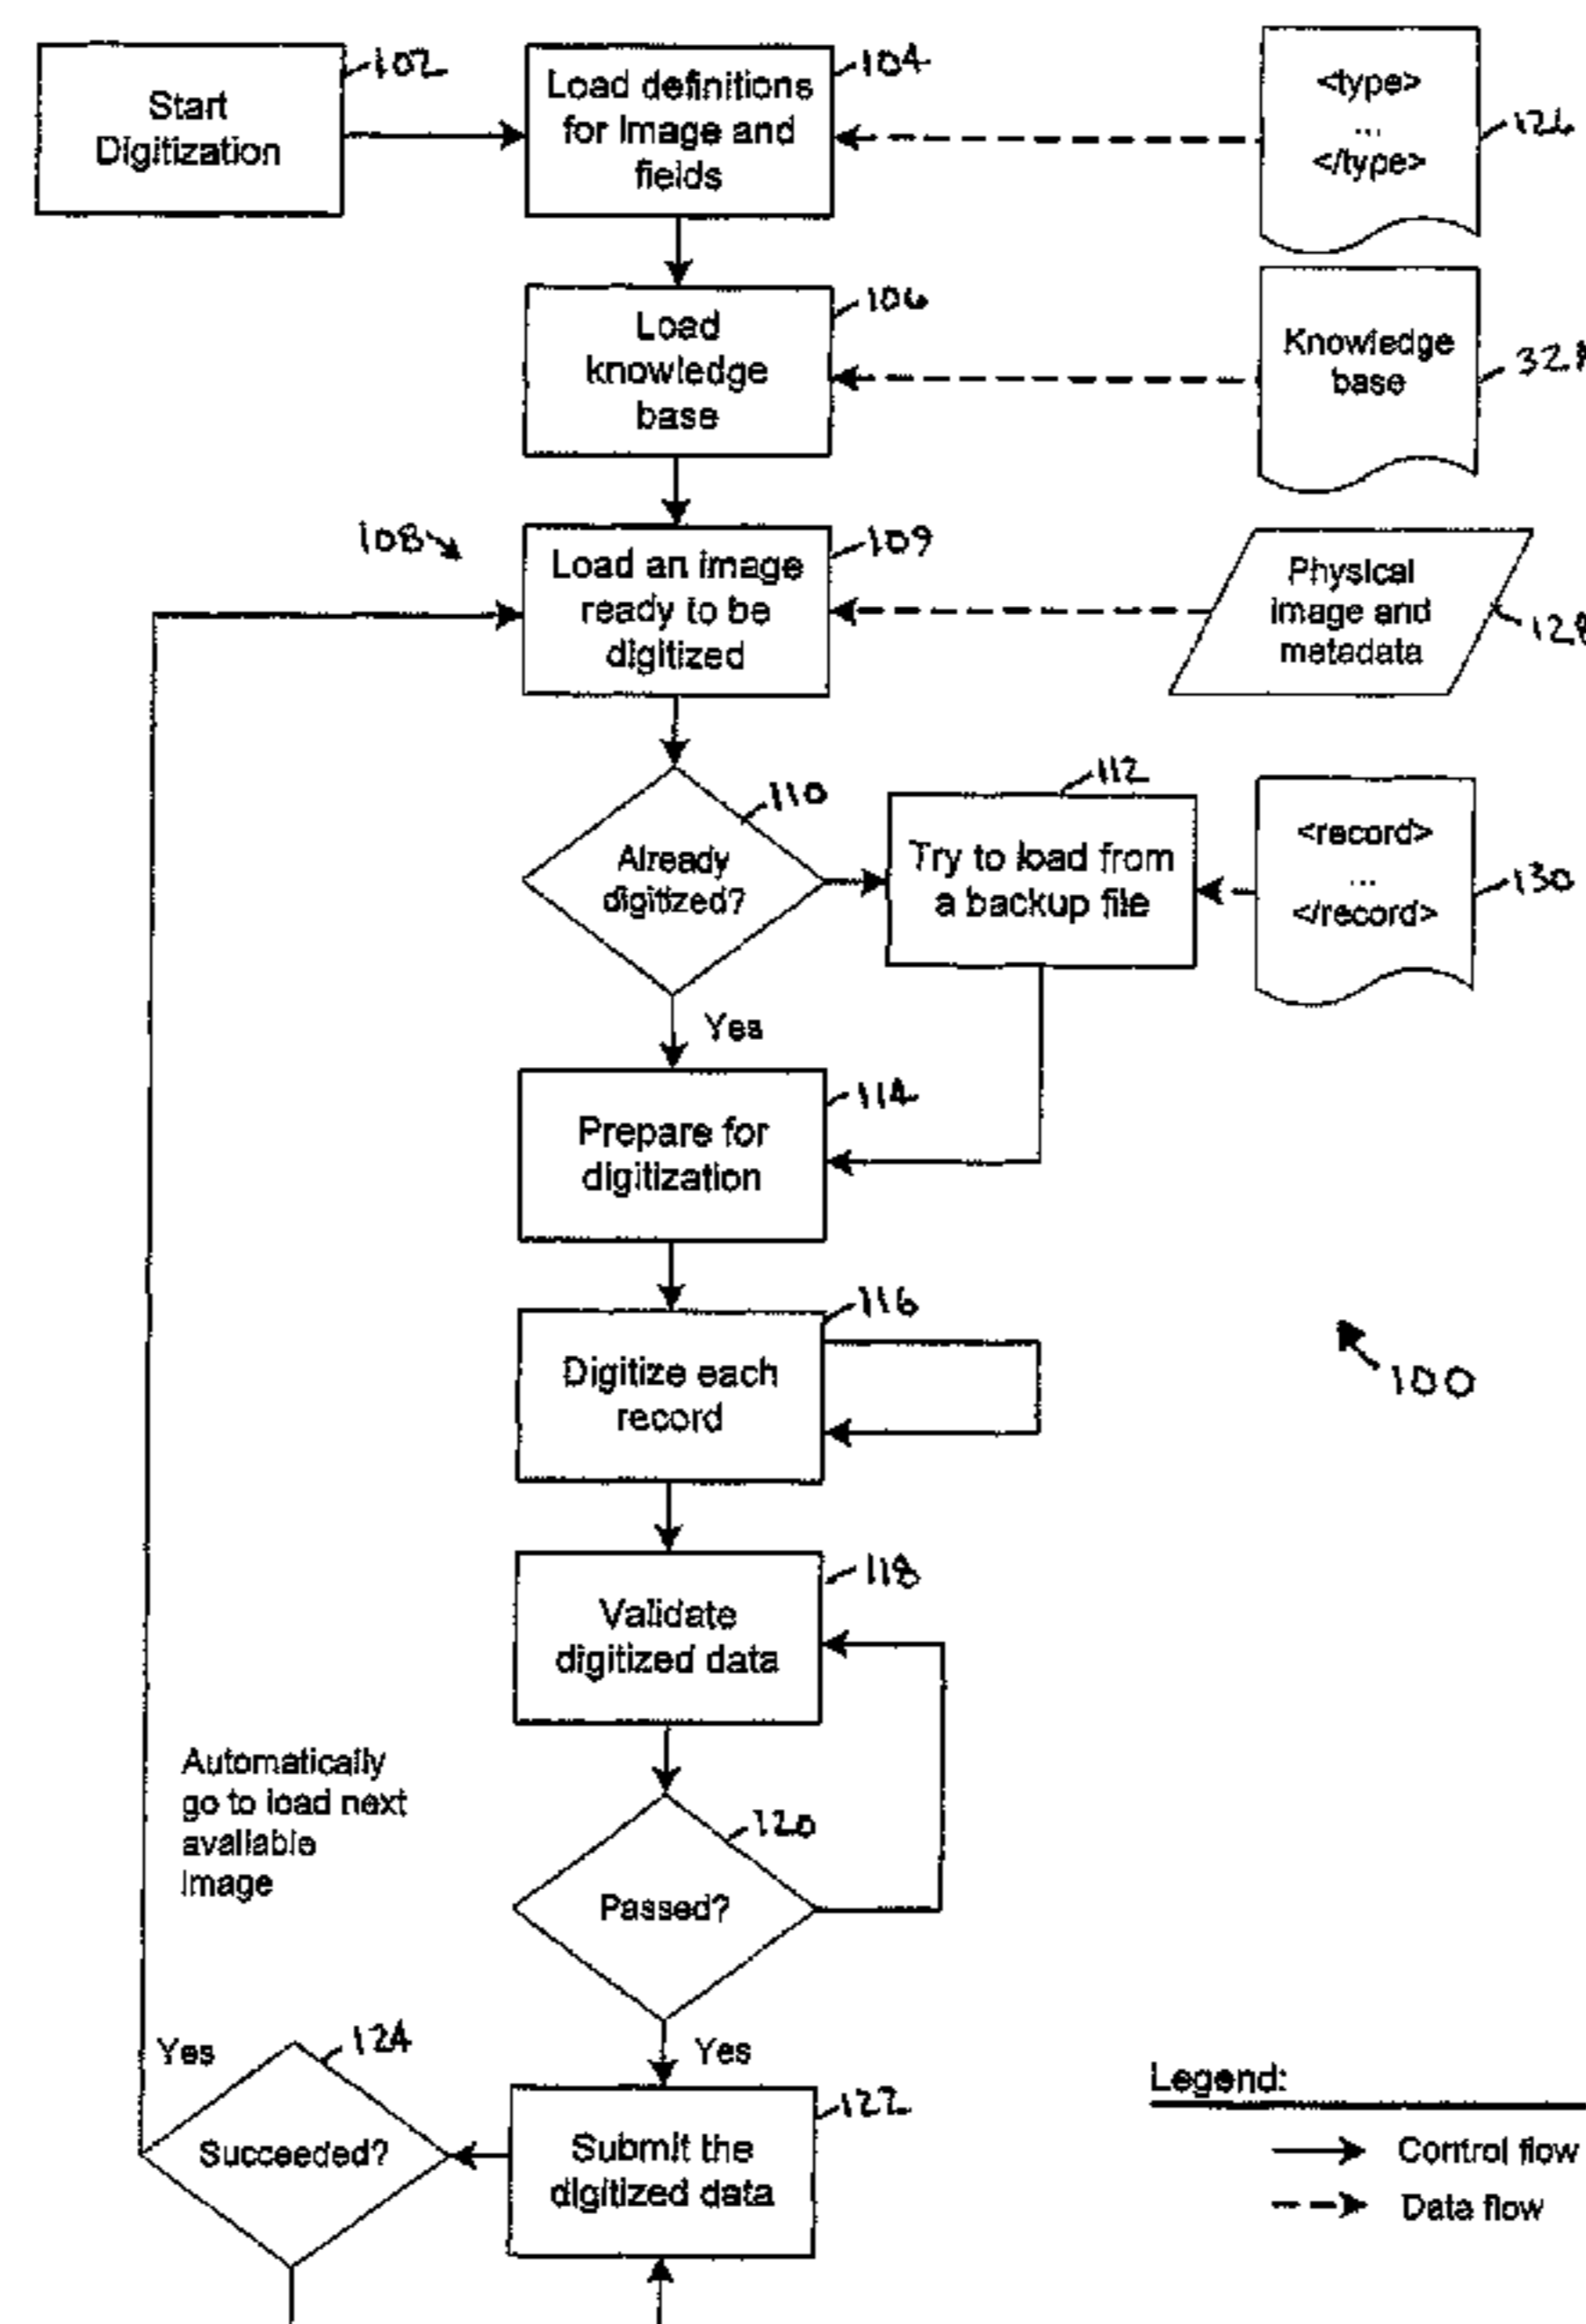 Start
Digitization
102
Load definitions
for image and
fields
104
<type>
...
</type>
126
Load
knowledge
base
106
Knowledge
base
108
Load an image
ready to be
digitized
109
Physical
image and
metadata
Already
digitized?
110
Try to load from
a backup file
112
<record>
...
</record>
130
Yes
Prepare for
digitization
114
Digitize each
record
116
100
Validate
digitized data
118
Automatically
go to load next
available
image
Passed?
120
Yes
Yes
Succeeded?
124
Submit the
digitized data
122
Legend:
Control flow
Data flow